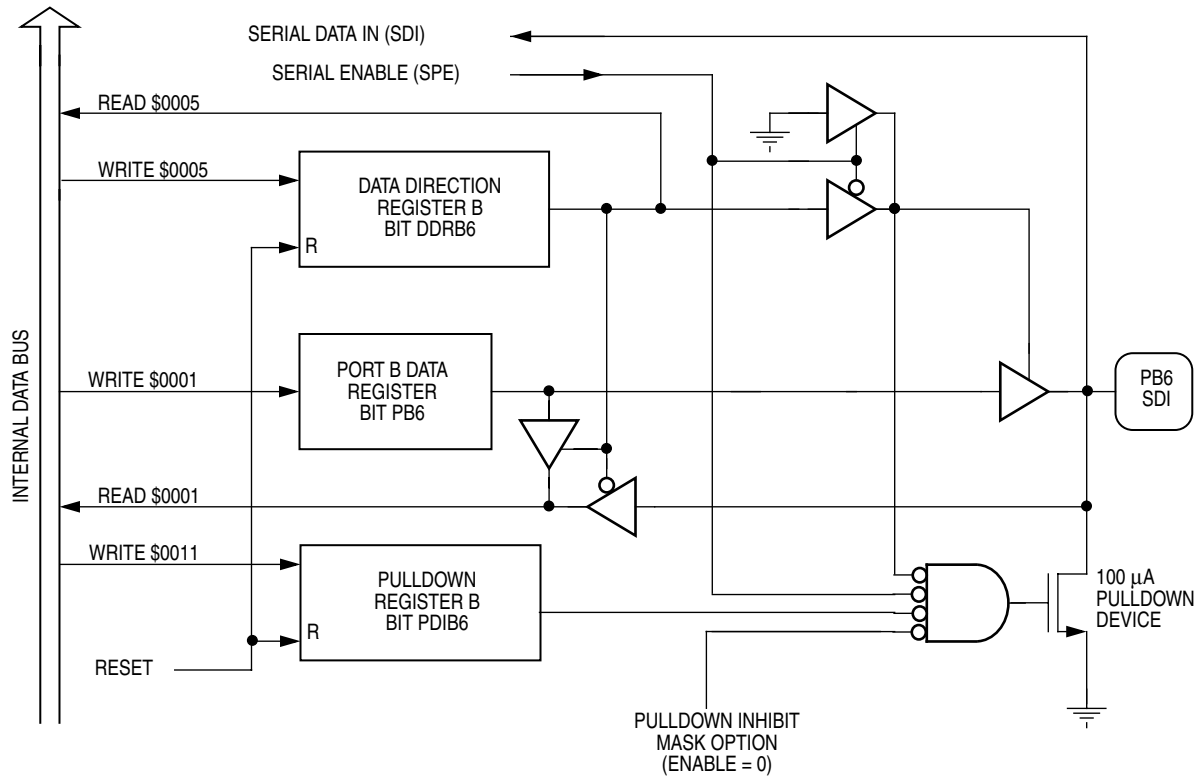 SERIAL DATA IN (SDI)
SERIAL ENABLE (SPE)
READ $0005
WRITE $0005
DATA DIRECTION
REGISTER B
BIT DDRB6
R
INTERNAL DATA BUS
WRITE $0001
PORT B DATA
REGISTER
BIT PB6
PB6
SDI
READ $0001
WRITE $0011
PULLDOWN
REGISTER B
BIT PDIB6
R
100 µA
PULLDOWN
DEVICE
RESET
PULLDOWN INHIBIT
MASK OPTION
(ENABLE = 0)